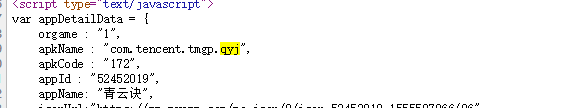 <script type="text/javascript">
var appDetailData = {
orgame : "1",
apkName : "com.tencent.tmgp.qyj",
apkCode : "172",
appId : "52452019",
appName: "青云诀",